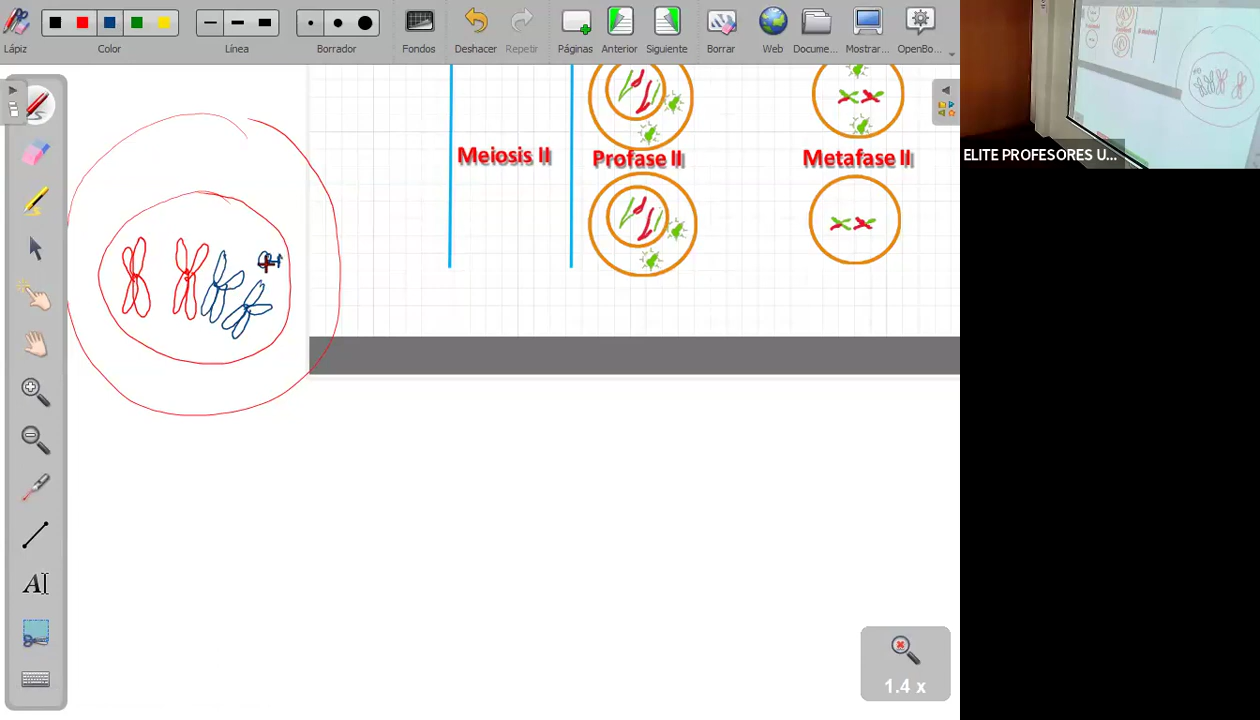 Lápiz
Color
Línea
Borrador
Fondos
Deshacer
Repetir
Páginas
Anterior
Siguiente
Borrar
Web
Docume...
Mostrar...
OpenBo...
Meiosis II
Profase II
Metafase II
ELITE PROFESORES U...
1.4 x